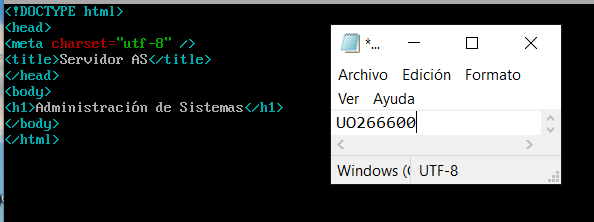 <!DOCTYPE html>
<head>
<meta charset="utf-8" />
<title>Servidor AS</title>
</head>
<body>
<h1>Administración de Sistemas</h1>
</body>
</html>
*...
Archivo Edición Formato
Ver Ayuda
UO266600
Windows (C UTF-8